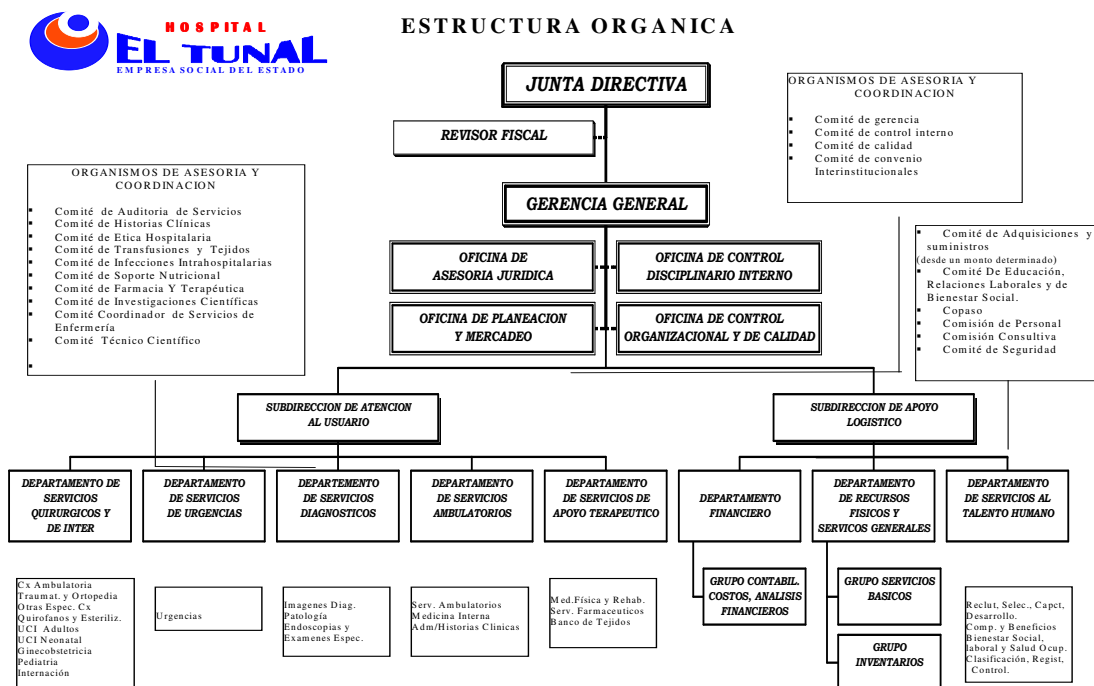 HOSPITAL
EL TUNAL
EMPRESA SOCIAL DEL ESTADO
ESTRUCTURA ORGANICA
JUNTA DIRECTIVA
REVISOR FISCAL
ORGANISMOS DE ASESORIA Y
COORDINACION
▪ Comité de gerencia
▪ Comité de control interno
▪ Comité de calidad
▪ Comité de convenio
Interinstitucionales
ORGANISMOS DE ASESORIA Y
COORDINACION
▪ Comité de Auditoria de Servicios
▪ Comité de Historias Clínicas
▪ Comité de Etica Hospitalaria
▪ Comité de Transfusiones y Tejidos
▪ Comité de Infecciones Intrahospitalarias
▪ Comité de Soporte Nutricional
▪ Comité de Farmacia Y Terapéutica
▪ Comité de Investigaciones Científicas
▪ Comité Coordinador de Servicios de
Enfermería
▪ Comité Técnico Científico
▪
GERENCIA GENERAL
OFICINA DE
ASESORIA JURIDICA
OFICINA DE CONTROL
DISCIPLINARIO INTERNO
OFICINA DE PLANEACION
Y MERCADEO
OFICINA DE CONTROL
ORGANIZACIONAL Y DE CALIDAD
▪ Comité de Adquisiciones y
suministros
(desde un monto determinado)
▪ Comité De Educación,
Relaciones Laborales y de
Bienestar Social.
▪ Copaso
▪ Comisión de Personal
▪ Comisión Consultiva
▪ Comité de Seguridad
SUBDIRECCION DE ATENCION
AL USUARIO
SUBDIRECCION DE APOYO
LOGISTICO
DEPARTAMENTO DE
SERVICIOS
QUIRURGICOS Y
DE INTER
DEPARTAMENTO
DE SERVICIOS
DE URGENCIAS
DEPARTEMENTO
DE SERVICIOS
DIAGNOSTICOS
DEPARTAMENTO
DE SERVICIOS
AMBULATORIOS
DEPARTAMENTO
DE SERVICIOS DE
APOYO TERAPEUTICO
DEPARTAMENTO
FINANCIERO
DEPARTAMENTO
DE RECURSOS
FISICOS Y
SERVICOS GENERALES
DEPARTAMENTO
DE SERVICIOS AL
TALENTO HUMANO
Cx Ambulatoria
Traumat. y Ortopedia
Otras Espec. Cx
Quirofanos y Esteriliz.
UCI Adultos
UCI Neonatal
Ginecobstetricia
Pediatria
Internación
Urgencias
Imagenes Diag.
Patología
Endoscopias y
Examenes Espec.
Serv. Ambulatorios
Medicina Interna
Adm/Historias Clinicas
Med.Física y Rehab.
Serv. Farmaceuticos
Banco de Tejidos
GRUPO CONTABIL.
COSTOS, ANALISIS
FINANCIEROS
GRUPO SERVICIOS
BASICOS
GRUPO
INVENTARIOS
Reclut, Selec., Capct,
Desarrollo.
Comp. y Beneficios
Bienestar Social,
laboral y Salud Ocup.
Clasificación, Regist,
Control.